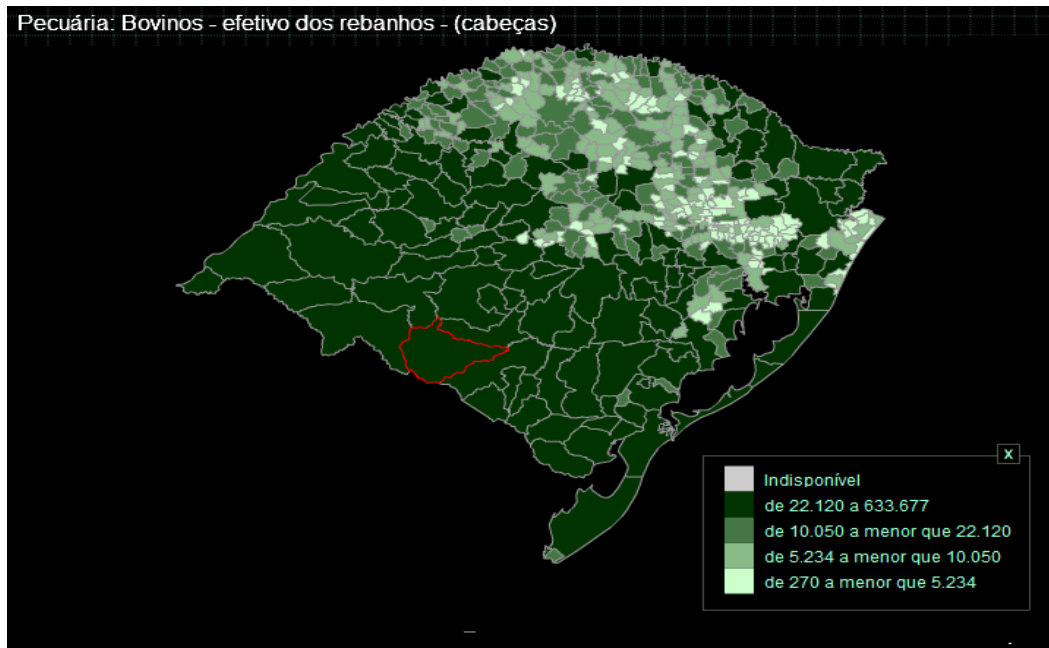 Pecuária: Bovinos - efetivo dos rebanhos - (cabeças)
X
Indisponível
de 22.120 a 633.677
de 10.050 a menor que 22.120
de 5.234 a menor que 10.050
de 270 a menor que 5.234